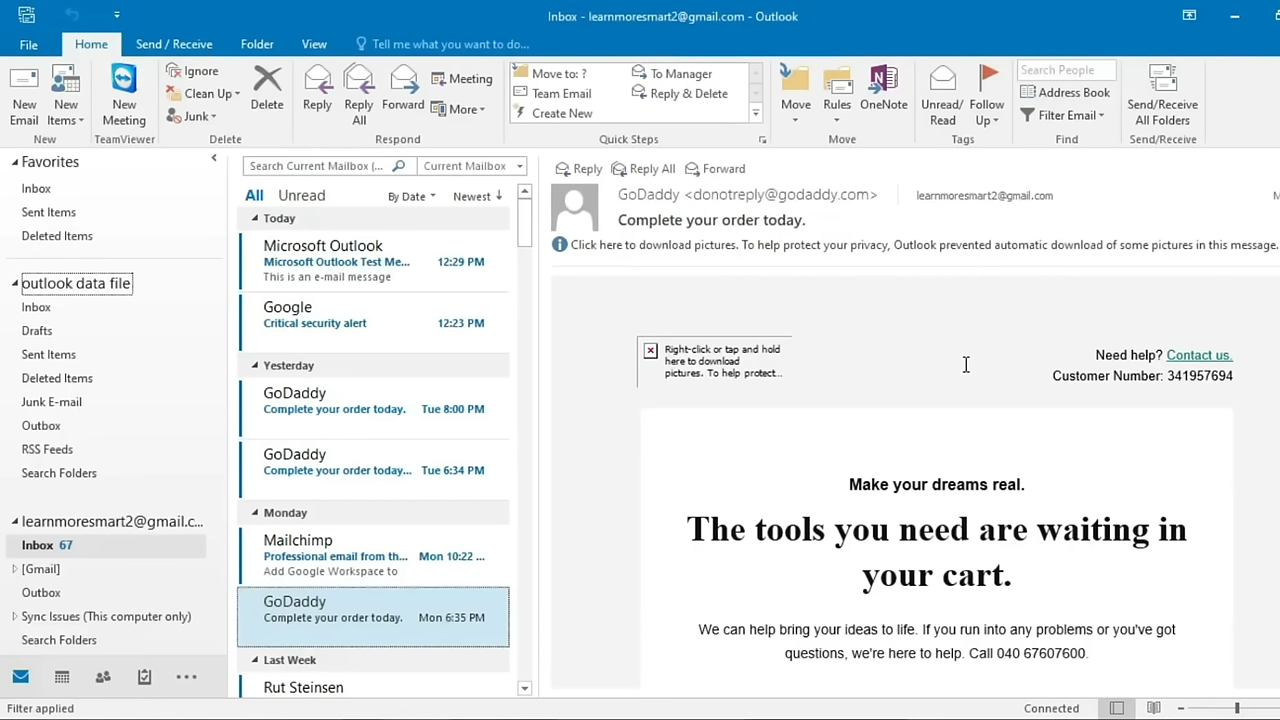 Inbox - learnmoresmart2@gmail.com - Outlook
File Home Send / Receive Folder View Tell me what you want to do...
New Email
New Items
New
New Meeting
TeamViewer
Ignore
Clean Up
Junk
Delete
Delete
Reply
Reply All
Forward
Meeting
More
Respond
Move to: ?
Team Email
Create New
To Manager
Reply & Delete
Quick Steps
Move
Rules
OneNote
Move
Unread/ Read
Follow Up
Tags
Search People
Address Book
Filter Email
Find
Send/Receive All Folders
Send/Receive
Favorites
Inbox
Sent Items
Deleted Items
outlook data file
Inbox
Drafts
Sent Items
Deleted Items
Junk E-mail
Outbox
RSS Feeds
Search Folders
learnmoresmart2@gmail.c...
Inbox 67
[Gmail]
Outbox
Sync Issues (This computer only)
Search Folders
Search Current Mailbox (... Current Mailbox
All Unread By Date Newest ↓
Today
Microsoft Outlook
Microsoft Outlook Test Me... 12:29 PM
This is an e-mail message
Google
Critical security alert 12:23 PM
Yesterday
GoDaddy
Complete your order today. Tue 8:00 PM
GoDaddy
Complete your order today... Tue 6:34 PM
Monday
Mailchimp
Professional email from th... Mon 10:22 ...
Add Google Workspace to
GoDaddy
Complete your order today. Mon 6:35 PM
Last Week
Rut Steinsen
Reply Reply All Forward
GoDaddy <donotreply@godaddy.com> learnmoresmart2@gmail.com
Complete your order today.
Click here to download pictures. To help protect your privacy, Outlook prevented automatic download of some pictures in this message.
Right-click or tap and hold
here to download
pictures. To help protect...
Need help? Contact us.
Customer Number: 341957694
Make your dreams real.
The tools you need are waiting in
your cart.
We can help bring your ideas to life. If you run into any problems or you've got
questions, we're here to help. Call 040 67607600.
Filter applied
Connected